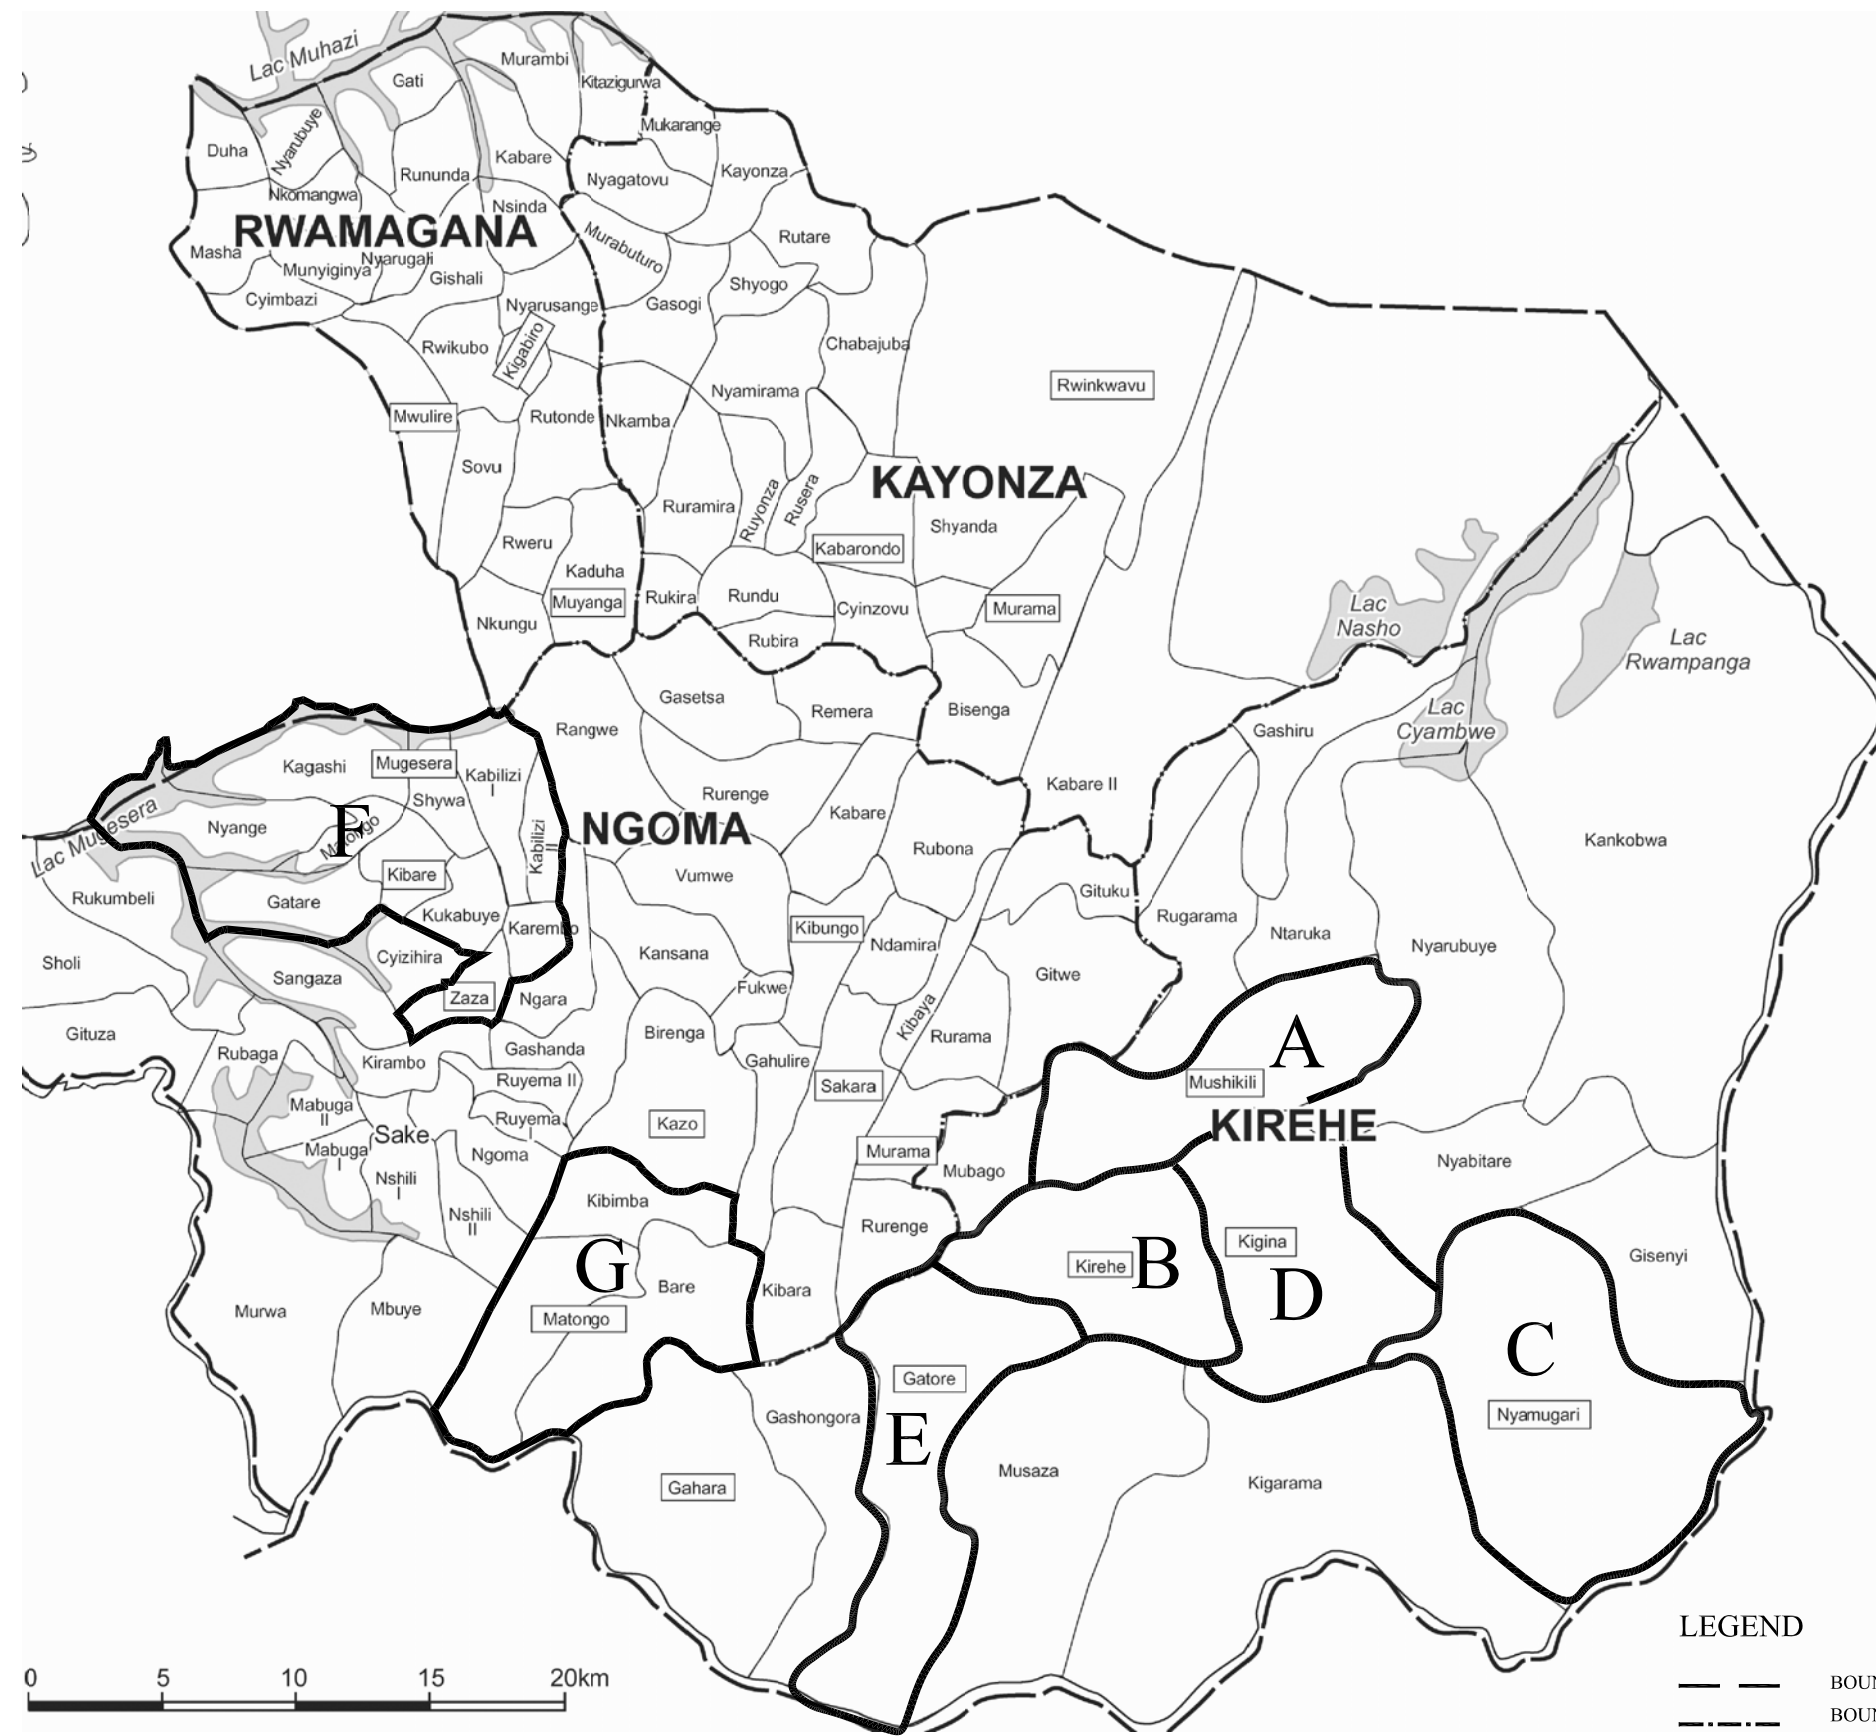 Lac Muhazi
Murambi
Gati
Kitazigurwa
Nyarubuye
Mukarange
Duha
Kabare
Kayonza
Rununda
Nyagatovu
Nkomangwa
Nsinda
RWAMAGANA
Murabuturo
Rutare
Masha
Nyarugali
Munyiginya
Gishali
Shyogo
Cyimbazi
Nyarusange
Gasogi
Kigabiro
Rwikubo
Chabajuba
Rwinkwavu
Nyamirama
Mwulire
Rutonde
Nkamba
Sovu
KAYONZA
Ruramira
Ruyonza
Rusera
Shyanda
Rweru
Kabarondo
Kaduha
Muyanga
Rukira
Rundu
Cyinzovu
Murama
Lac
Nasho
Nkungu
Rubira
Lac
Rwampanga
Gasetsa
Remera
Bisenga
Lac
Cyambwe
Rangwe
Gashiru
Kagashi
Mugesera
Kabilizi
I
Kabare II
Shywa
Rurenge
Kabare
Lac Mugesera
Nyange
Matongo
F
NGOMA
Kabilizi
II
Rubona
Kankobwa
Kibare
Vumwe
Gituku
Rukumbeli
Gatare
Kukabuye
Karembo
Kibungo
Ndamira
Rugarama
Ntaruka
Nyarubuye
Cyizihira
Kansana
Sholi
Sangaza
Gitwe
Zaza
Ngara
Fukwe
Kibaya
Gituza
Birenga
Rurama
A
Rubaga
Kirambo
Gashanda
Gahulire
Ruyema II
Sakara
Mushikili
Mabuga
II
Ruyema
I
Kazo
KIREHE
Sake
Mabuga
I
Ngoma
Murama
Mubago
Nyabitare
Nshili
I
Kibimba
Nshili
II
Rurenge
Kigina
Gisenyi
G
Kirehe
B
Bare
Kibara
D
Murwa
Mbuye
Matongo
C
Gatore
Gashongora
Nyamugari
E
Musaza
Kigarama
Gahara
LEGEND
0 5 10 15 20km
BOUN
BOUN